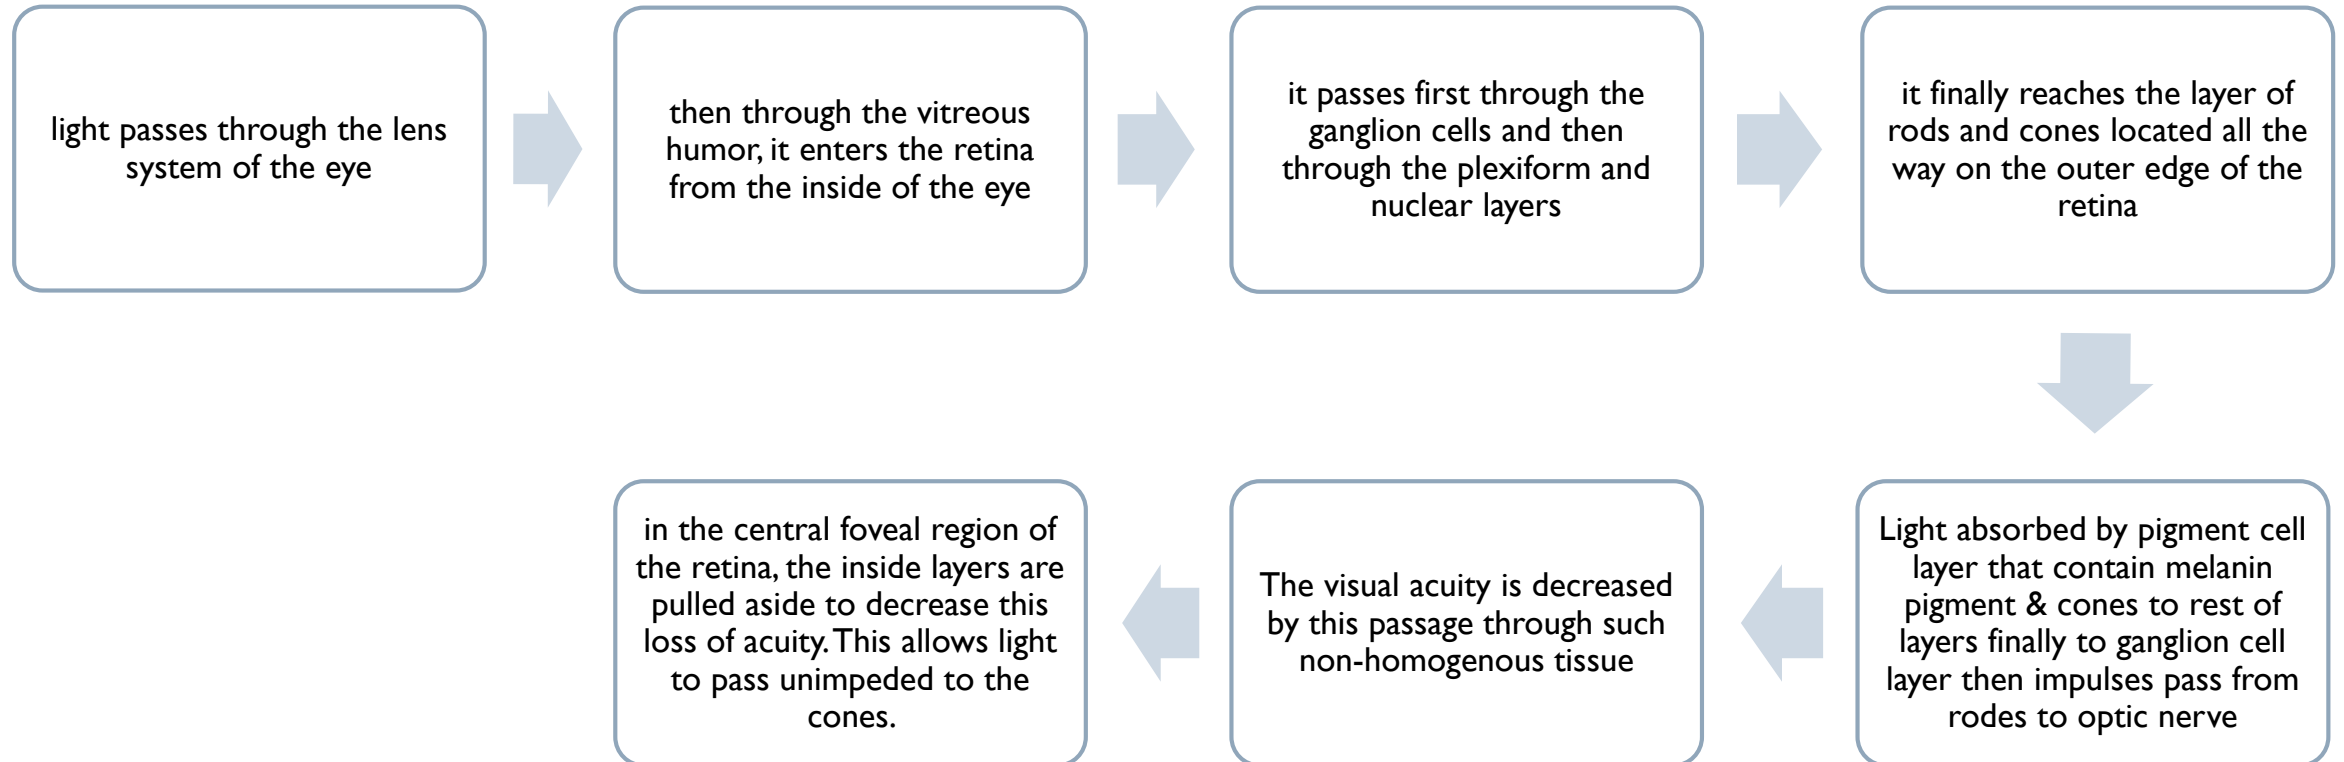 light passes through the lens
system of the eye
then through the vitreous
humor, it enters the retina
from the inside of the eye
it passes first through the
ganglion cells and then
through the plexiform and
nuclear layers
it finally reaches the layer of
rods and cones located all the
way on the outer edge of the
retina
Light absorbed by pigment cell
layer that contain melanin
pigment & cones to rest of
layers finally to ganglion cell
layer then impulses pass from
rodes to optic nerve
The visual acuity is decreased
by this passage through such
non-homogenous tissue
in the central foveal region of
the retina, the inside layers are
pulled aside to decrease this
loss of acuity. This allows light
to pass unimpeded to the
cones.